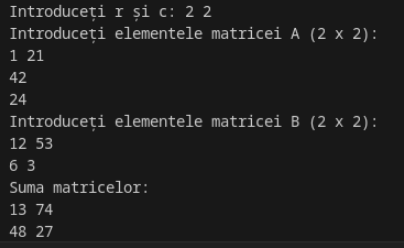 Introduceți r și c: 2 2
Introduceți elementele matricei A (2 x 2):
1 21
42
24
Introduceți elementele matricei B (2 x 2):
12 53
6 3
Suma matricelor:
13 74
48 27